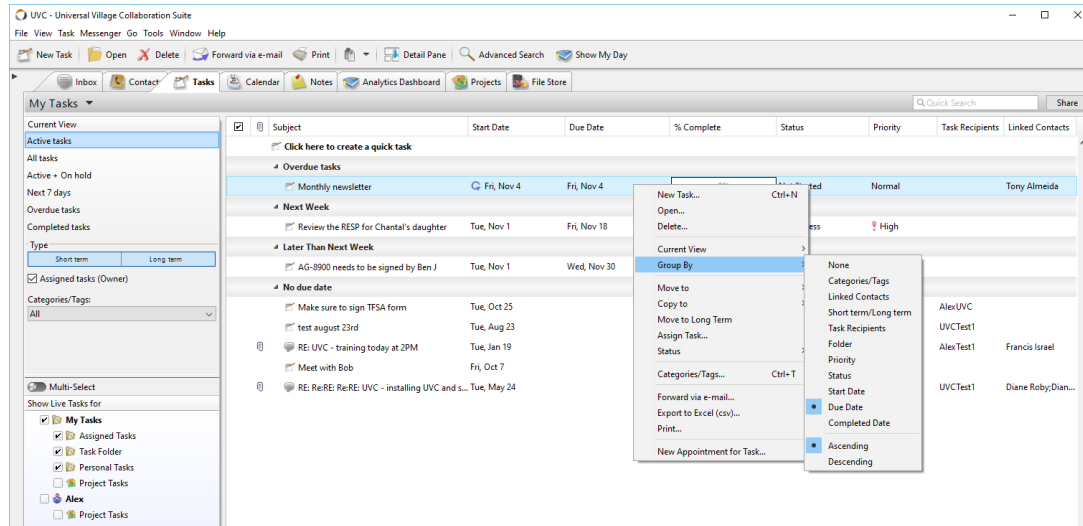 UVC - Universal Village Collaboration Suite
File View Task Messenger Go Tools Window Help
New Task Open Delete Forward via e-mail Print Detail Pane Advanced Search Show My Day
Inbox Contact Tasks Calendar Notes Analytics Dashboard Projects File Store
My Tasks Quick Search Share
Current View
Active tasks
All tasks
Active + On hold
Next 7 days
Overdue tasks
Completed tasks
Type
Short term Long term
Assigned tasks (Owner)
Categories/Tags:
All
Multi-Select
Show Live Tasks for
My Tasks
Assigned Tasks
Task Folder
Personal Tasks
Project Tasks
Alex
Project Tasks
Subject Start Date Due Date % Complete Status Priority Task Recipients Linked Contacts
Click here to create a quick task
Overdue tasks
Monthly newsletter Fri, Nov 4 Fri, Nov 4 Normal Tony Almeida
Next Week
Review the RESP for Chantal's daughter Tue, Nov 1 Fri, Nov 18 High
Later Than Next Week
AG-8900 needs to be signed by Ben J Tue, Nov 1 Wed, Nov 30
No due date
Make sure to sign TFSA form Tue, Oct 25 AlexUVC
test august 23rd Tue, Aug 23 UVCTest1
RE: UVC - training today at 2PM Tue, Jan 19 AlexTest1 Francis Israel
Meet with Bob Fri, Oct 7
RE: Re:RE: Re:RE: UVC - installing UVC and s... Tue, May 24 UVCTest1 Diane Roby;Dian...
New Task... Ctrl+N
Open...
Delete...
Current View
Group By
Move to
Copy to
Move to Long Term
Assign Task...
Status
Categories/Tags... Ctrl+T
Forward via e-mail...
Export to Excel (csv)...
Print...
New Appointment for Task...
None
Categories/Tags
Linked Contacts
Short term/Long term
Task Recipients
Folder
Priority
Status
Start Date
Due Date
Completed Date
Ascending
Descending